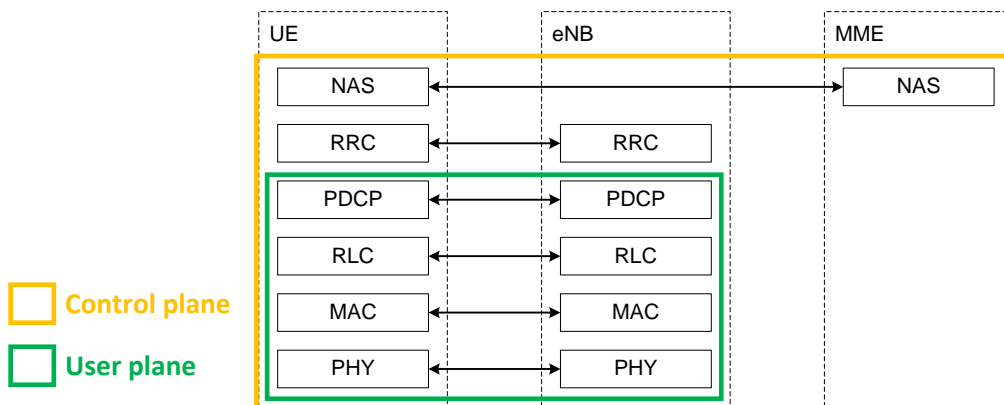 UE eNB MME
NAS NAS
RRC RRC
PDCP PDCP
RLC RLC
MAC MAC
PHY PHY
Control plane
User plane